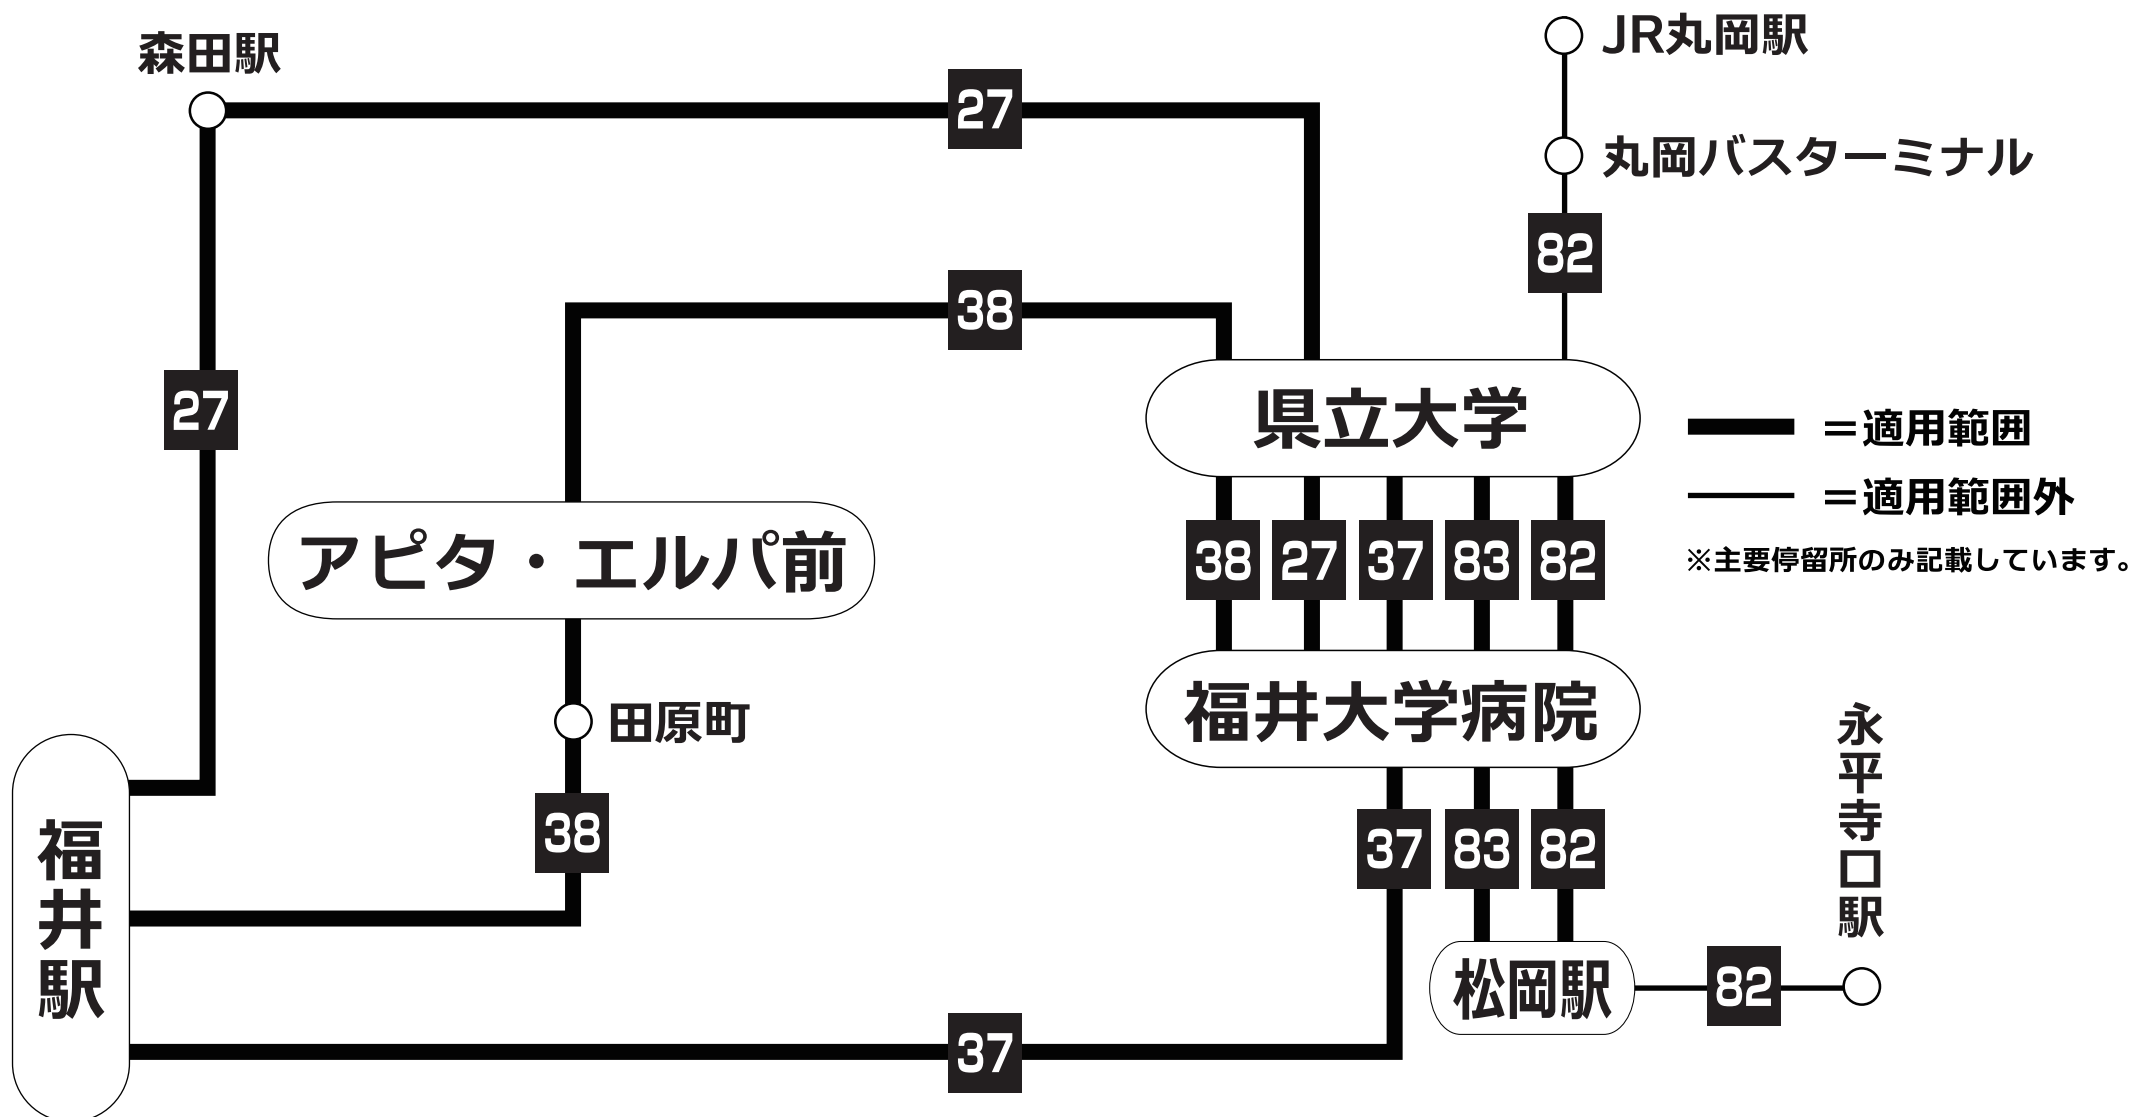 JR丸岡駅
森田駅
27
丸岡バスターミナル
82
38
27
県立大学
＝適用範囲
＝適用範囲外
※主要停留所のみ記載しています。
アピタ・エルパ前
38
27
37
83
82
福井大学病院
田原町
38
37
83
82
永平寺口駅
福井駅
松岡駅
82
37